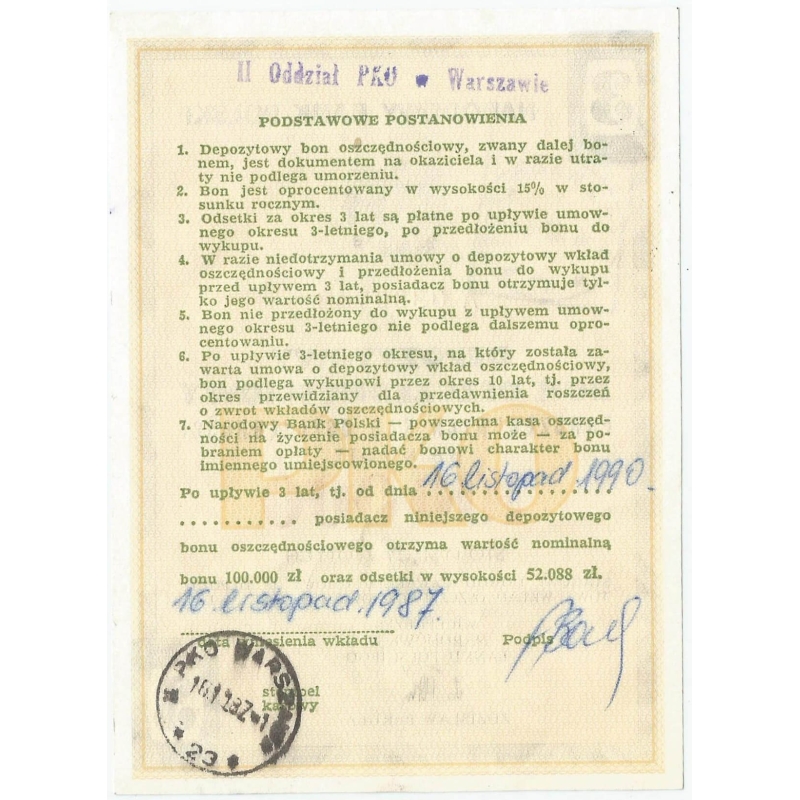 II Oddział PKO w Warszawie
PODSTAWOWE POSTANOWIENIA
1. Depozytowy bon oszczędnościowy, zwany dalej bo-
nem, jest dokumentem na okaziciela i w razie utra-
ty nie podlega umorzeniu.
2. Bon jest oprocentowany w wysokości 15% w sto-
sunku rocznym.
3. Odsetki za okres 3 lat są płatne po upływie umow-
nego okresu 3-letniego, po przedłożeniu bonu do
wykupu.
4. W razie niedotrzymania umowy o depozytowy wkład
oszczędnościowy i przedłożenia bonu do wykupu
przed upływem 3 lat, posiadacz bonu otrzymuje tyl-
ko jego wartość nominalną.
5. Bon nie przedłożony do wykupu z upływem umow-
nego okresu 3-letniego nie podlega dalszemu opro-
centowaniu.
6. Po upływie 3-letniego okresu, na który została za-
warta umowa o depozytowy wkład oszczędnościowy,
bon podlega wykupowi przez okres 10 lat, tj. przez
okres przewidziany dla przedawnienia roszczeń
o zwrot wkładów oszczędnościowych.
7. Narodowy Bank Polski — powszechna kasa oszczęd-
ności na życzenie posiadacza bonu może — za po-
braniem opłaty — nadać bonowi charakter bonu
imiennego umiejscowionego.
Po upływie 3 lat, tj. od dnia 16 listopad. 1990.
............ posiadacz niniejszego depozytowego
bonu oszczędnościowego otrzyma wartość nominalną
bonu 100.000 zł oraz odsetki w wysokości 52.088 zł.
16 listopad. 1987.
data wniesienia wkładu Podpis
stempel
kasowy
PKO WARSZ
23
PKO